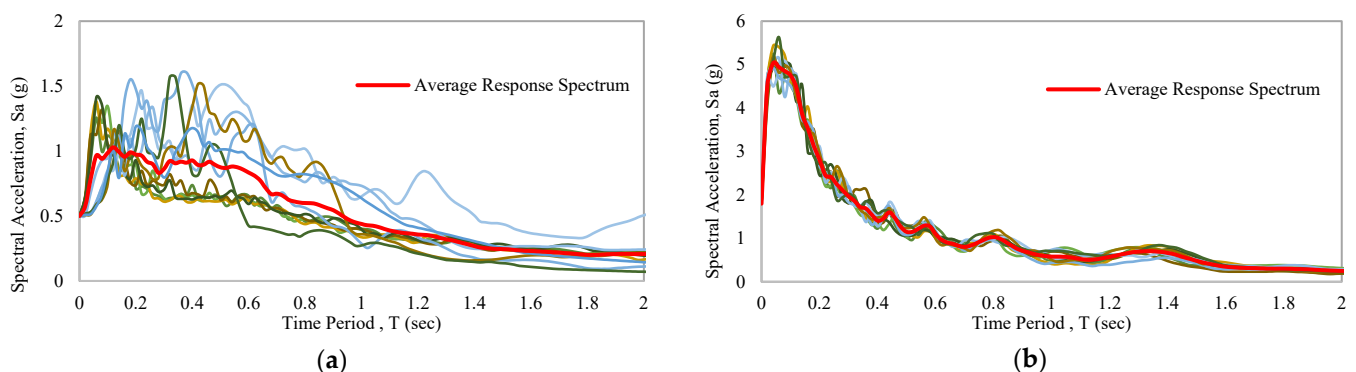 2
1.5
1
0.5
0
Spectral Acceleration, Sa (g)
Average Response Spectrum
0 0.2 0.4 0.6 0.8 1 1.2 1.4 1.6 1.8 2
Time Period , T (sec)
(a)
6
5
4
3
2
1
0
Spectral Acceleration, Sa (g)
Average Response Spectrum
0 0.2 0.4 0.6 0.8 1 1.2 1.4 1.6 1.8 2
Time Period , T (sec)
(b)